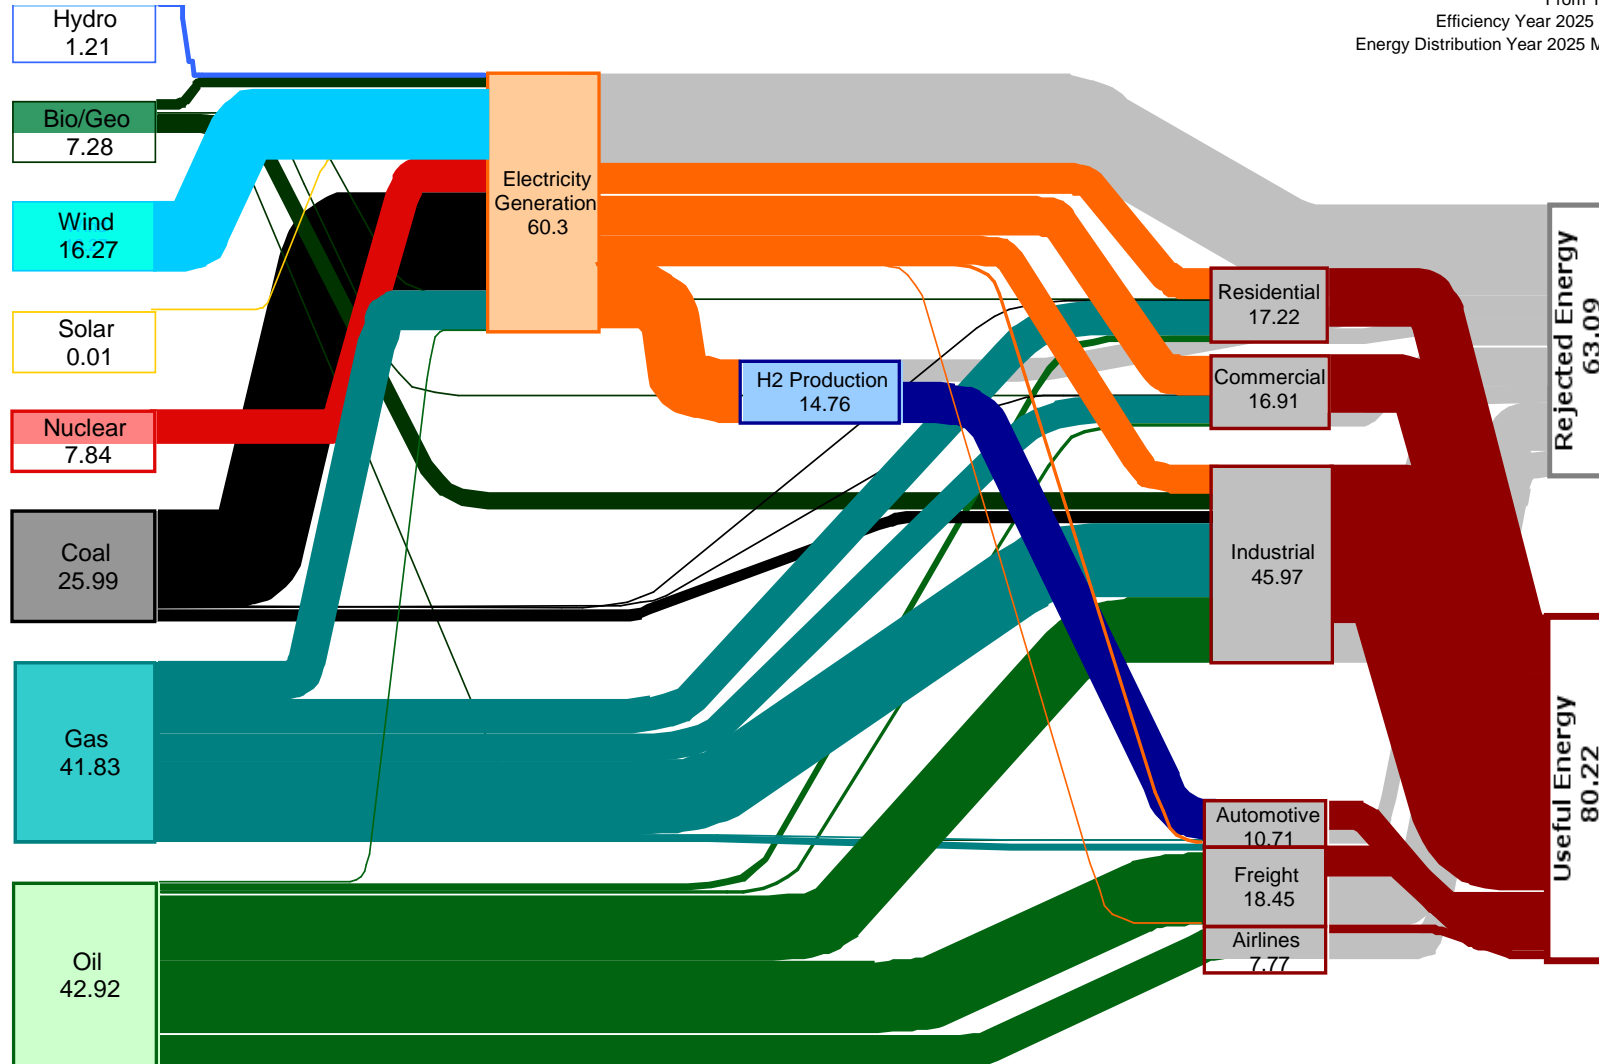 Efficiency Year 2025
Energy Distribution Year 2025 M
Hydro
1.21
Bio/Geo
7.28
Wind
16.27
Solar
0.01
Nuclear
7.84
Coal
25.99
Gas
41.83
Oil
42.92
Electricity
Generation
60.3
H2 Production
14.76
Residential
17.22
Commercial
16.91
Industrial
45.97
Automotive
10.71
Freight
18.45
Airlines
7.77
Rejected Energy
63.09
Useful Energy
80.22